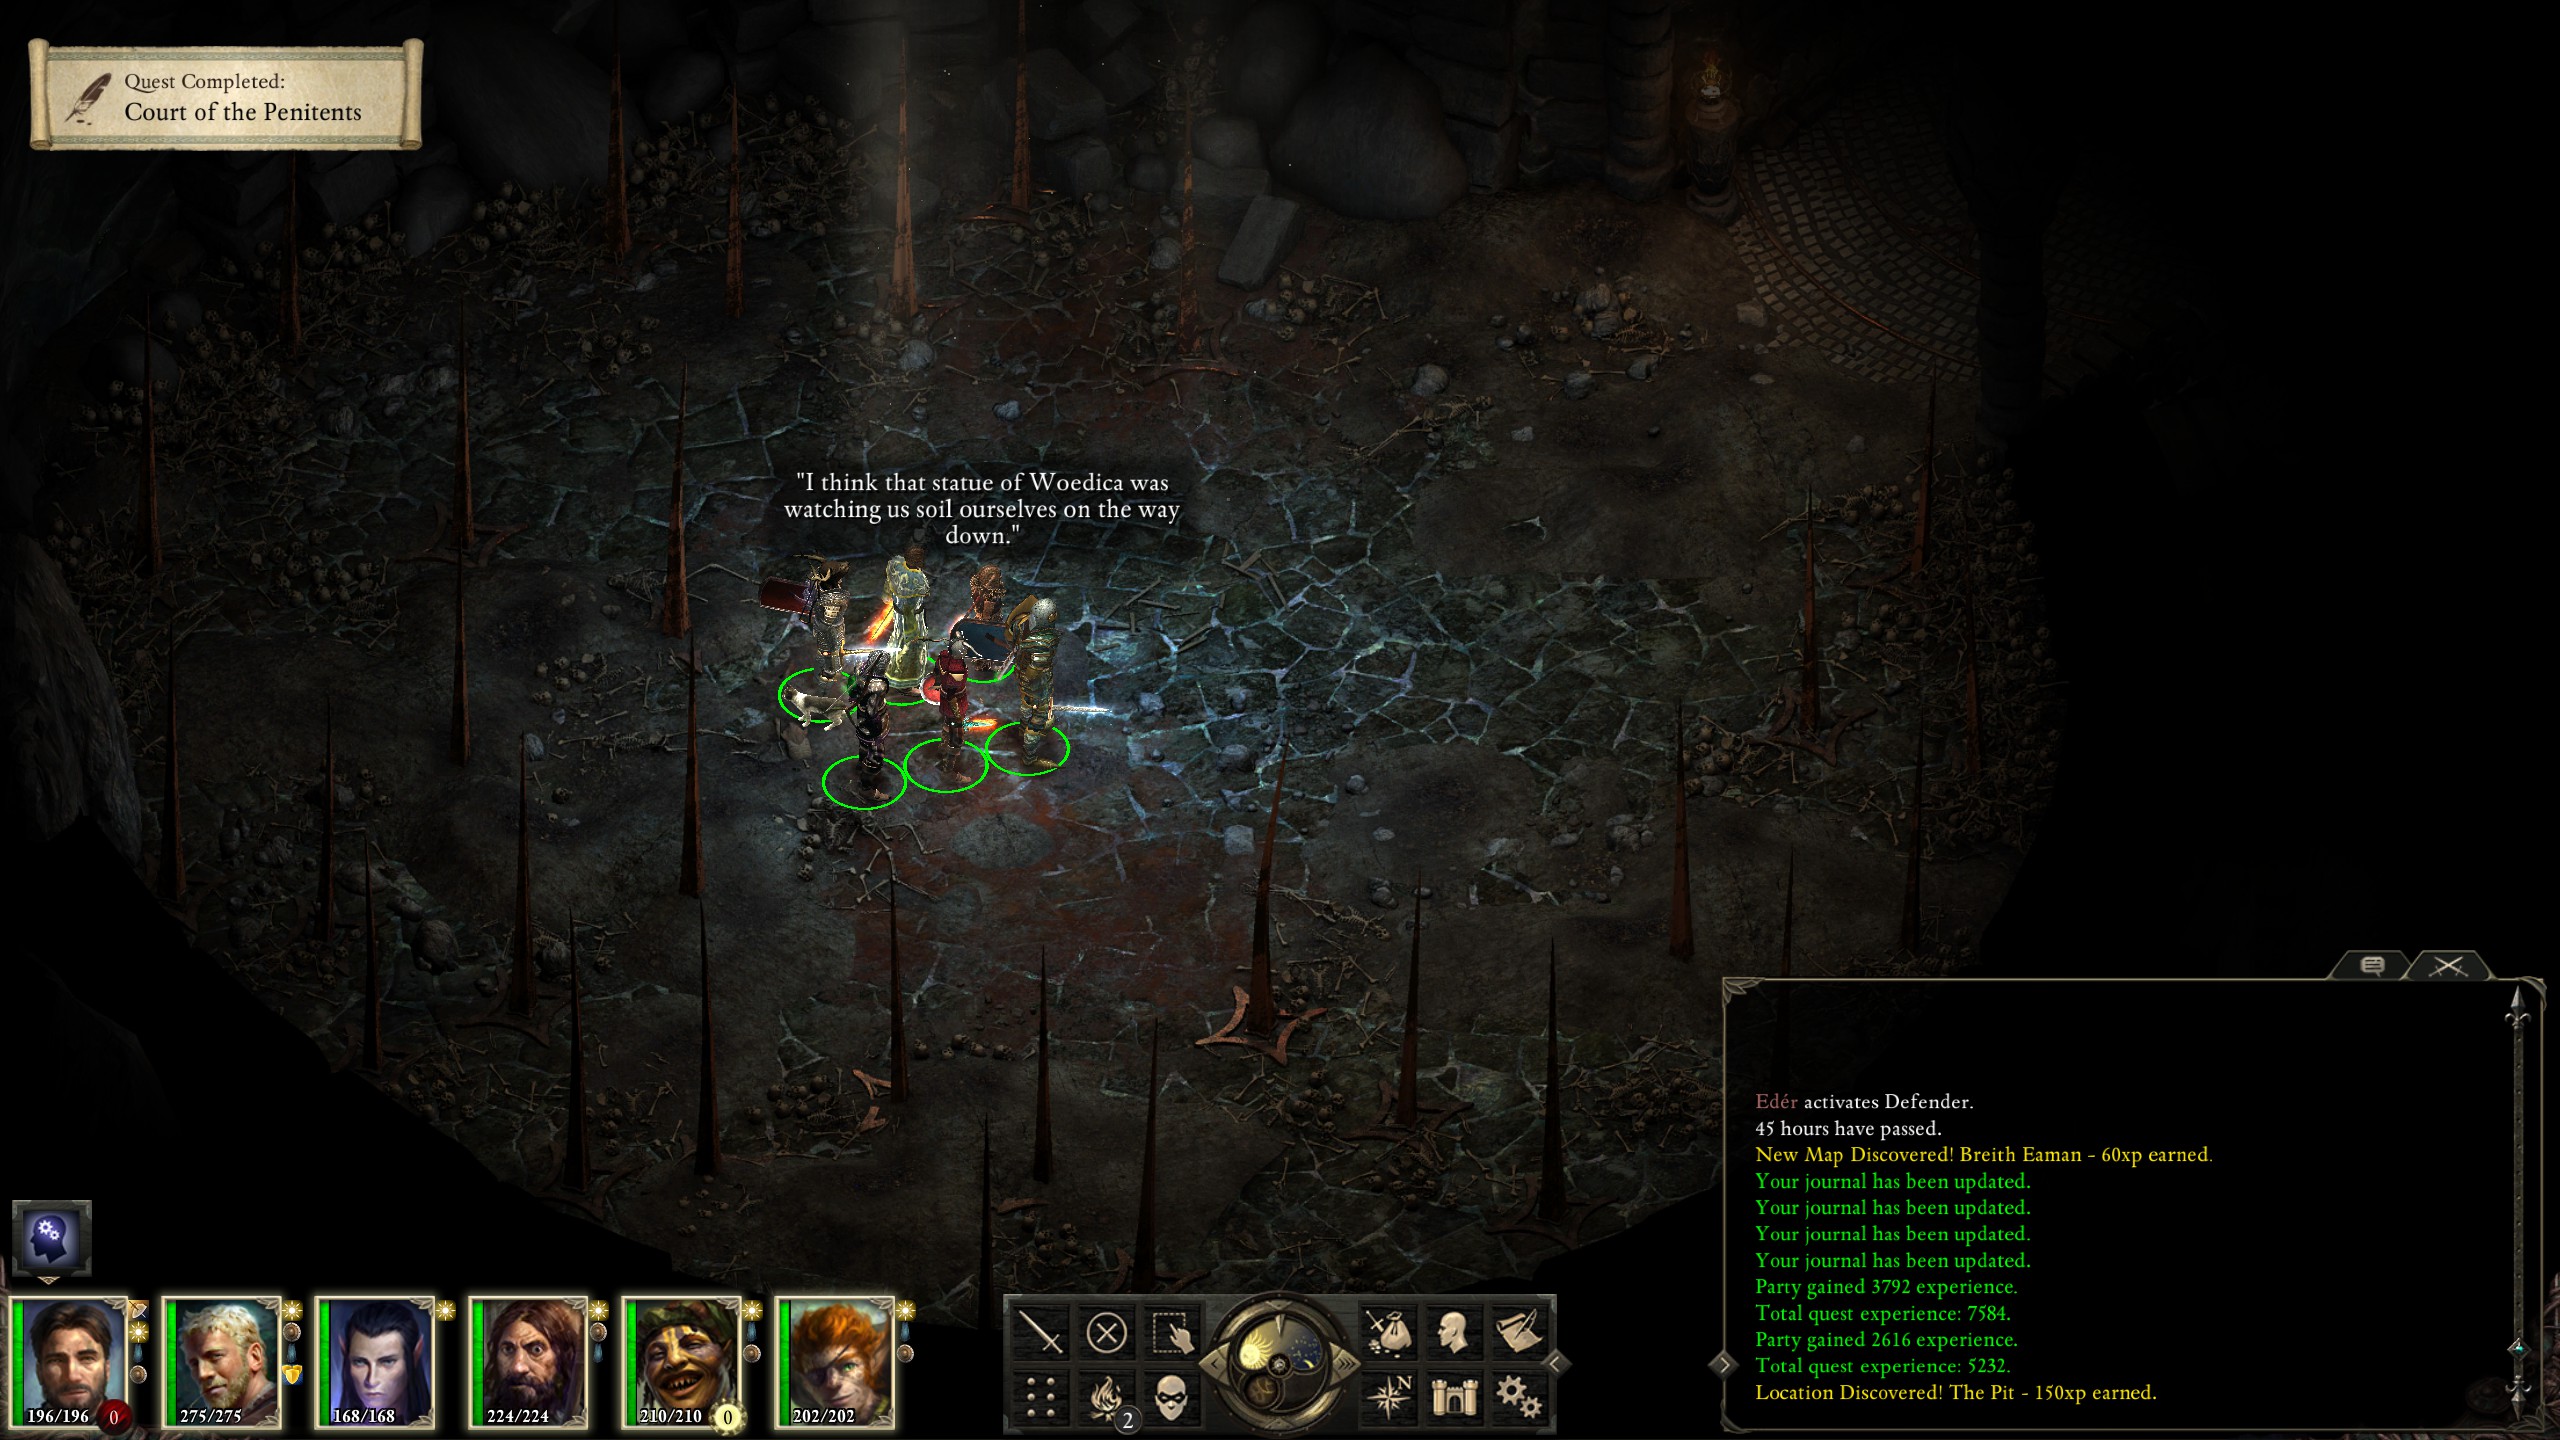 Quest Completed:
Court of the Penitents
"I think that statue of Woedica was
watching us soil ourselves on the way
down."
Edér activates Defender.
45 hours have passed.
New Map Discovered! Breith Eaman - 60xp earned.
Your journal has been updated.
Your journal has been updated.
Your journal has been updated.
Your journal has been updated.
Party gained 3792 experience.
Total quest experience: 7584.
Party gained 2616 experience.
Total quest experience: 5232.
Location Discovered! The Pit - 150xp earned.
196/196 0
275/275
168/168
224/224
210/210 0
202/202
2
N